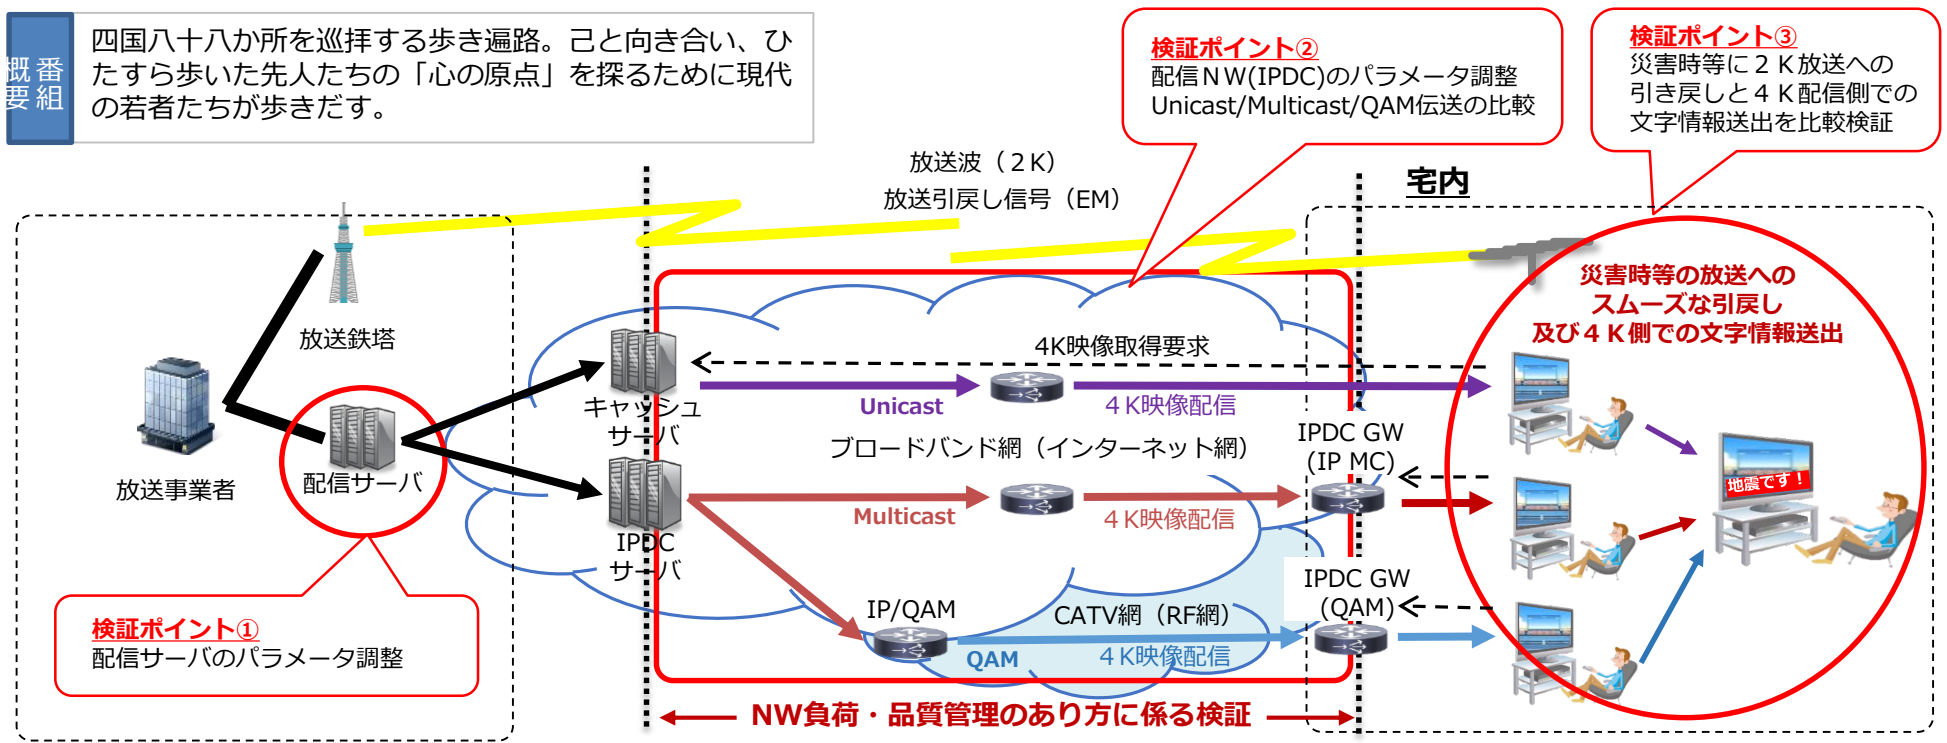 番組
概要
四国八十八か所を巡拝する歩き遍路。己と向き合い、ひ
たすら歩いた先人たちの「心の原点」を探るために現代
の若者たちが歩きだす。
検証ポイント②
配信ＮＷ(IPDC)のパラメータ調整
Unicast/Multicast/QAM伝送の比較
検証ポイント③
災害時等に２Ｋ放送への
引き戻しと４Ｋ配信側での
文字情報送出を比較検証
放送波（２K）
放送引戻し信号（EM）
宅内
災害時等の放送への
スムーズな引戻し
及び４Ｋ側での文字情報送出
放送鉄塔
放送事業者
配信サーバ
キャッシュ
サーバ
4K映像取得要求
Unicast
４K映像配信
ブロードバンド網（インターネット網）
IPDC GW
(IP MC)
地震です！
Multicast
４K映像配信
IPDC
サーバ
IPDC GW
(QAM)
IP/QAM
CATV網（RF網）
QAM
４K映像配信
検証ポイント①
配信サーバのパラメータ調整
NW負荷・品質管理のあり方に係る検証